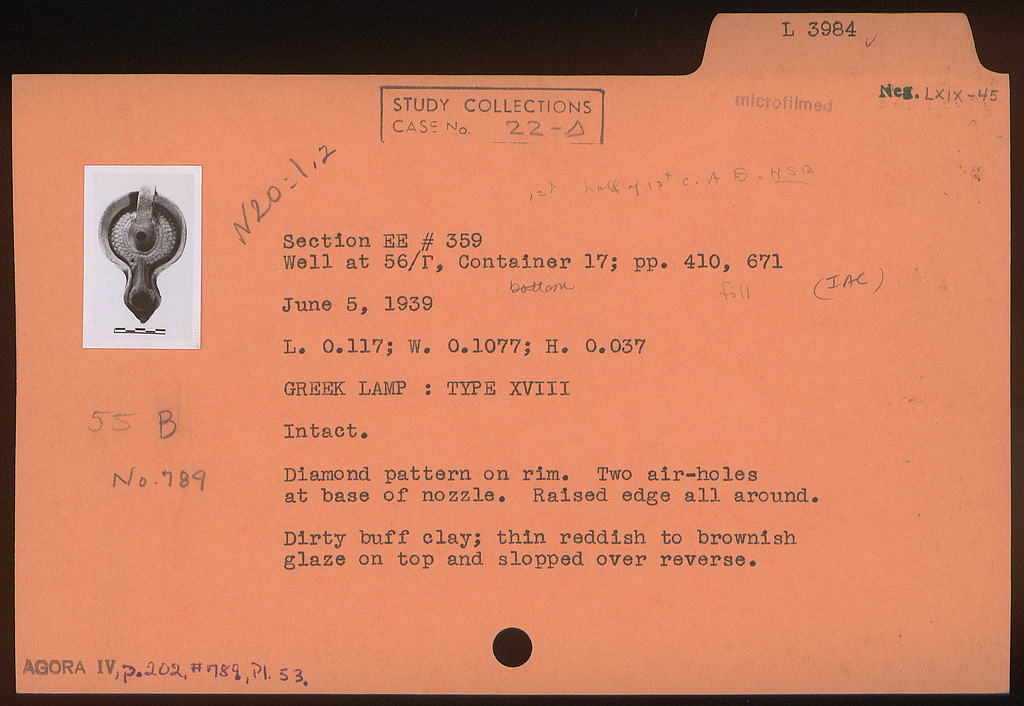 L 3984 ✓
Neg. LXIX-45
microfilmed
STUDY COLLECTIONS
CASE No. 22-Δ
N20:1,2
1st half of 1st c. A.D. - HSR
Section EE # 359
Well at 56/Γ, Container 17; pp. 410, 671
bottom fill (IAC)
June 5, 1939
L. 0.117; W. 0.1077; H. 0.037
GREEK LAMP : TYPE XVIII
55 B
Intact.
No. 789
Diamond pattern on rim. Two air-holes
at base of nozzle. Raised edge all around.
Dirty buff clay; thin reddish to brownish
glaze on top and slopped over reverse.
AGORA IV, p. 202, #789, Pl. 53.